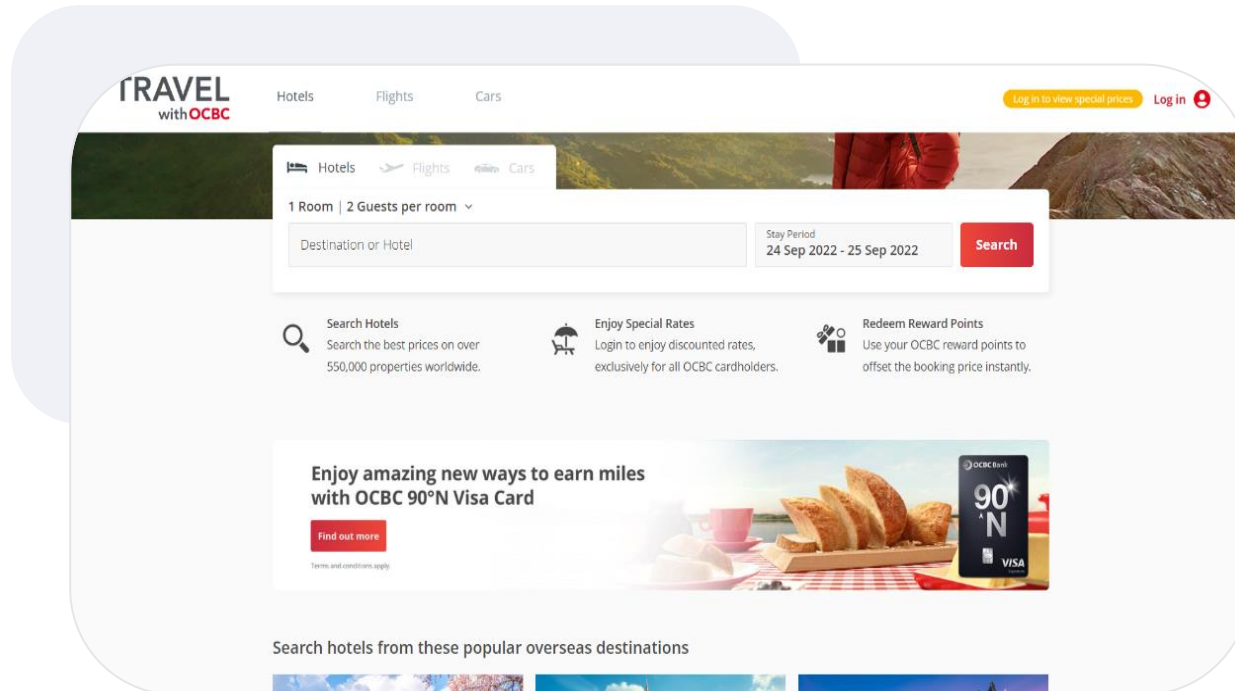 TRAVEL
with OCBC
Hotels
Flights
Cars
Log in to view special prices
Log in
Hotels
Flights
Cars
1 Room | 2 Guests per room
Destination or Hotel
Stay Period
24 Sep 2022 - 25 Sep 2022
Search
Search Hotels
Search the best prices on over
550,000 properties worldwide.
Enjoy Special Rates
Login to enjoy discounted rates,
exclusively for all OCBC cardholders.
Redeem Reward Points
Use your OCBC reward points to
offset the booking price instantly.
Enjoy amazing new ways to earn miles
with OCBC 90°N Visa Card
Find out more
Terms and conditions apply.
OCBC Bank
90°
N
VISA
Signature
Search hotels from these popular overseas destinations